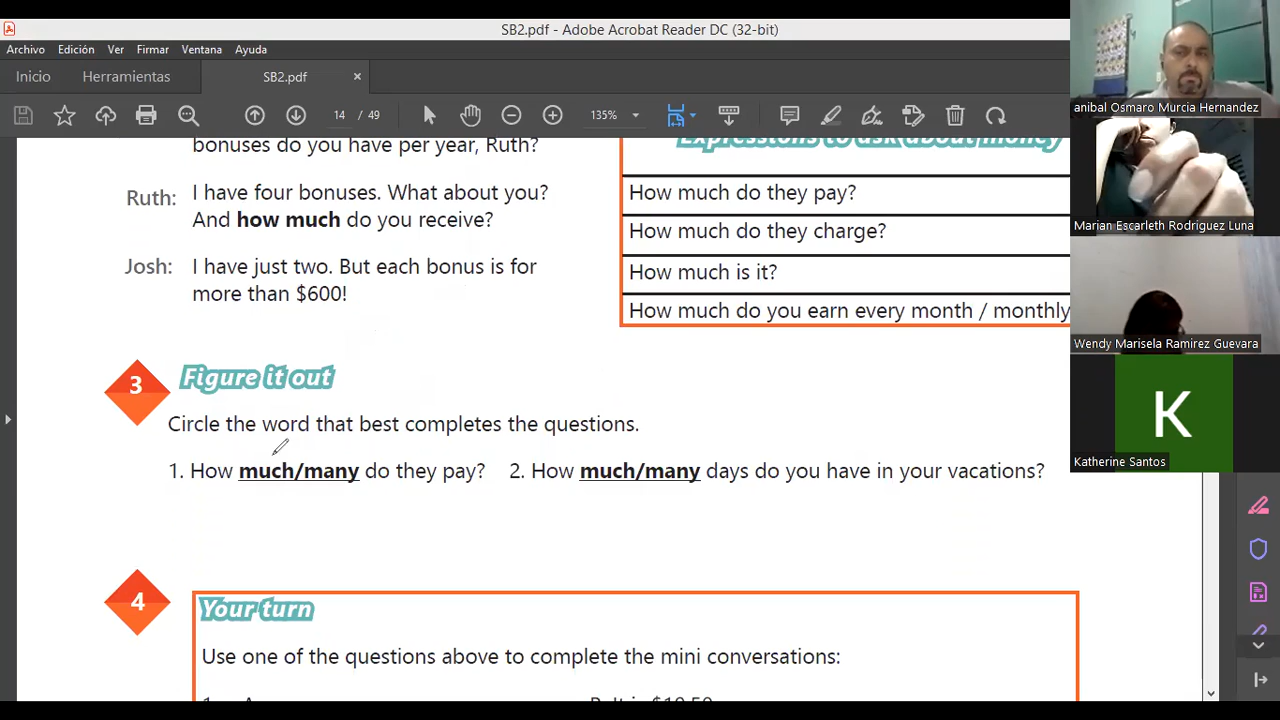 SB2.pdf - Adobe Acrobat Reader DC (32-bit)
Archivo Edición Ver Firmar Ventana Ayuda
Inicio Herramientas SB2.pdf ×
14 / 49 135%
bonuses do you have per year, Ruth?
Ruth: I have four bonuses. What about you?
And how much do you receive?
Josh: I have just two. But each bonus is for
more than $600!
Expressions to ask about money
How much do they pay?
How much do they charge?
How much is it?
How much do you earn every month / monthly
3 Figure it out
Circle the word that best completes the questions.
1. How much/many do they pay? 2. How much/many days do you have in your vacations?
4 Your turn
Use one of the questions above to complete the mini conversations:
anibal Osmaro Murcia Hernandez
Marian Escarleth Rodriguez Luna
Wendy Marisela Ramirez Guevara
K
Katherine Santos